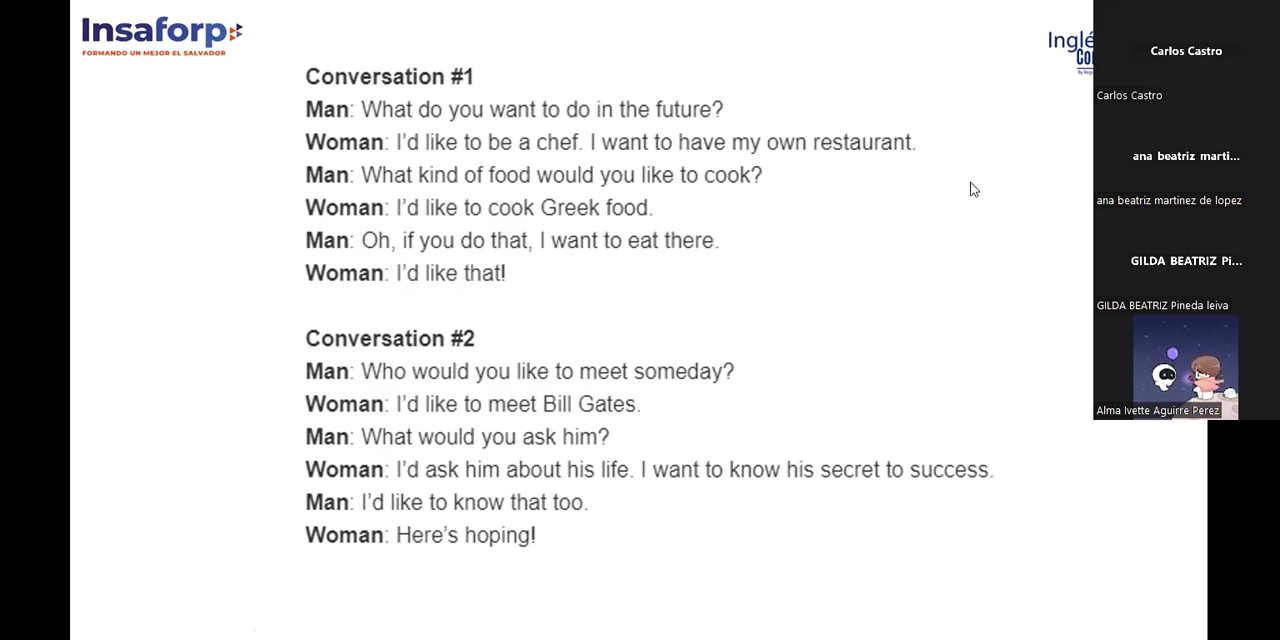 Insaforp
FORMANDO UN MEJOR EL SALVADOR
Conversation #1
Man: What do you want to do in the future?
Woman: I'd like to be a chef. I want to have my own restaurant.
Man: What kind of food would you like to cook?
Woman: I'd like to cook Greek food.
Man: Oh, if you do that, I want to eat there.
Woman: I'd like that!
Conversation #2
Man: Who would you like to meet someday?
Woman: I'd like to meet Bill Gates.
Man: What would you ask him?
Woman: I'd ask him about his life. I want to know his secret to success.
Man: I'd like to know that too.
Woman: Here's hoping!
Carlos Castro
Carlos Castro
ana beatriz marti...
ana beatriz martinez de lopez
GILDA BEATRIZ Pi...
GILDA BEATRIZ Pineda leiva
Alma Ivette Aguirre Perez